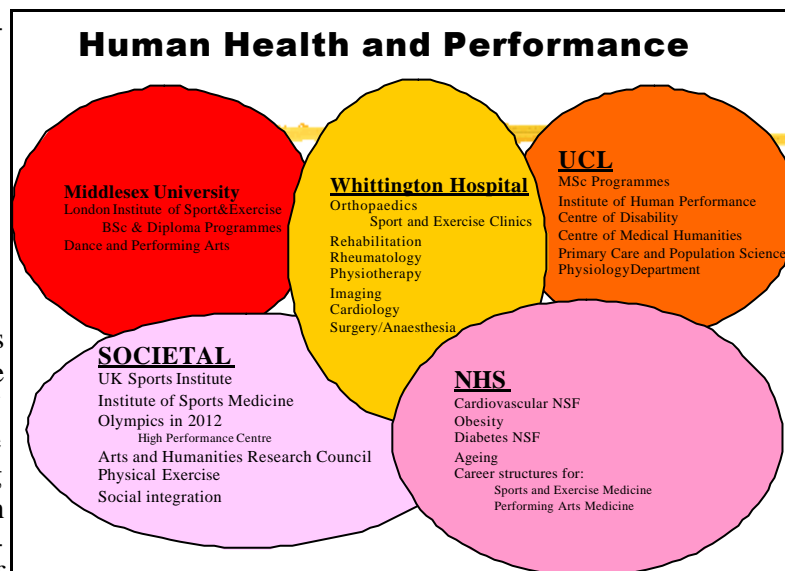 Human Health and Performance
Middlesex University
London Institute of Sport&Exercise
BSc & Diploma Programmes
Dance and Performing Arts
Whittington Hospital
Orthopaedics
Sport and Exercise Clinics
Rehabilitation
Rheumatology
Physiotherapy
Imaging
Cardiology
Surgery/Anaesthesia
UCL
MSc Programmes
Institute of Human Performance
Centre of Disability
Centre of Medical Humanities
Primary Care and Population Science
PhysiologyDepartment
SOCIETAL
UK Sports Institute
Institute of Sports Medicine
Olympics in 2012
High Performance Centre
Arts and Humanities Research Council
Physical Exercise
Social integration
NHS
Cardiovascular NSF
Obesity
Diabetes NSF
Ageing
Career structures for:
Sports and Exercise Medicine
Performing Arts Medicine